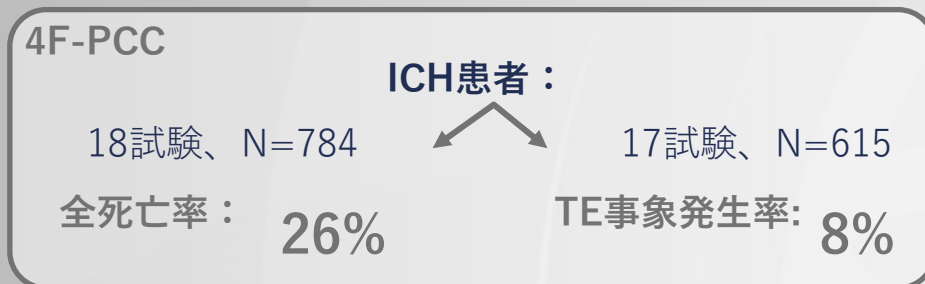 4F-PCC
ICH患者：
18試験、N=784
17試験、N=615
全死亡率： 26%
TE事象発生率: 8%